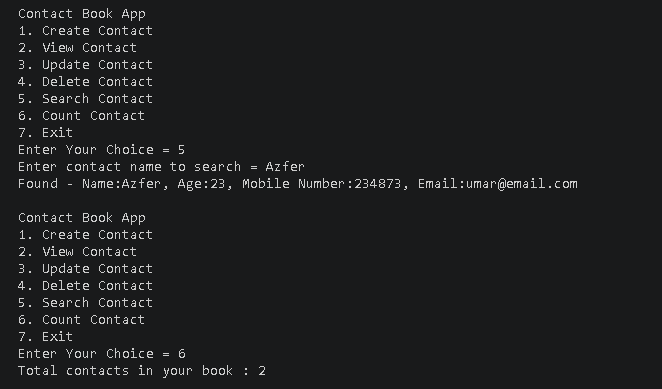 Contact Book App
1. Create Contact
2. View Contact
3. Update Contact
4. Delete Contact
5. Search Contact
6. Count Contact
7. Exit
Enter Your Choice = 5
Enter contact name to search = Azfer
Found - Name:Azfer, Age:23, Mobile Number:234873, Email:umar@email.com

Contact Book App
1. Create Contact
2. View Contact
3. Update Contact
4. Delete Contact
5. Search Contact
6. Count Contact
7. Exit
Enter Your Choice = 6
Total contacts in your book : 2